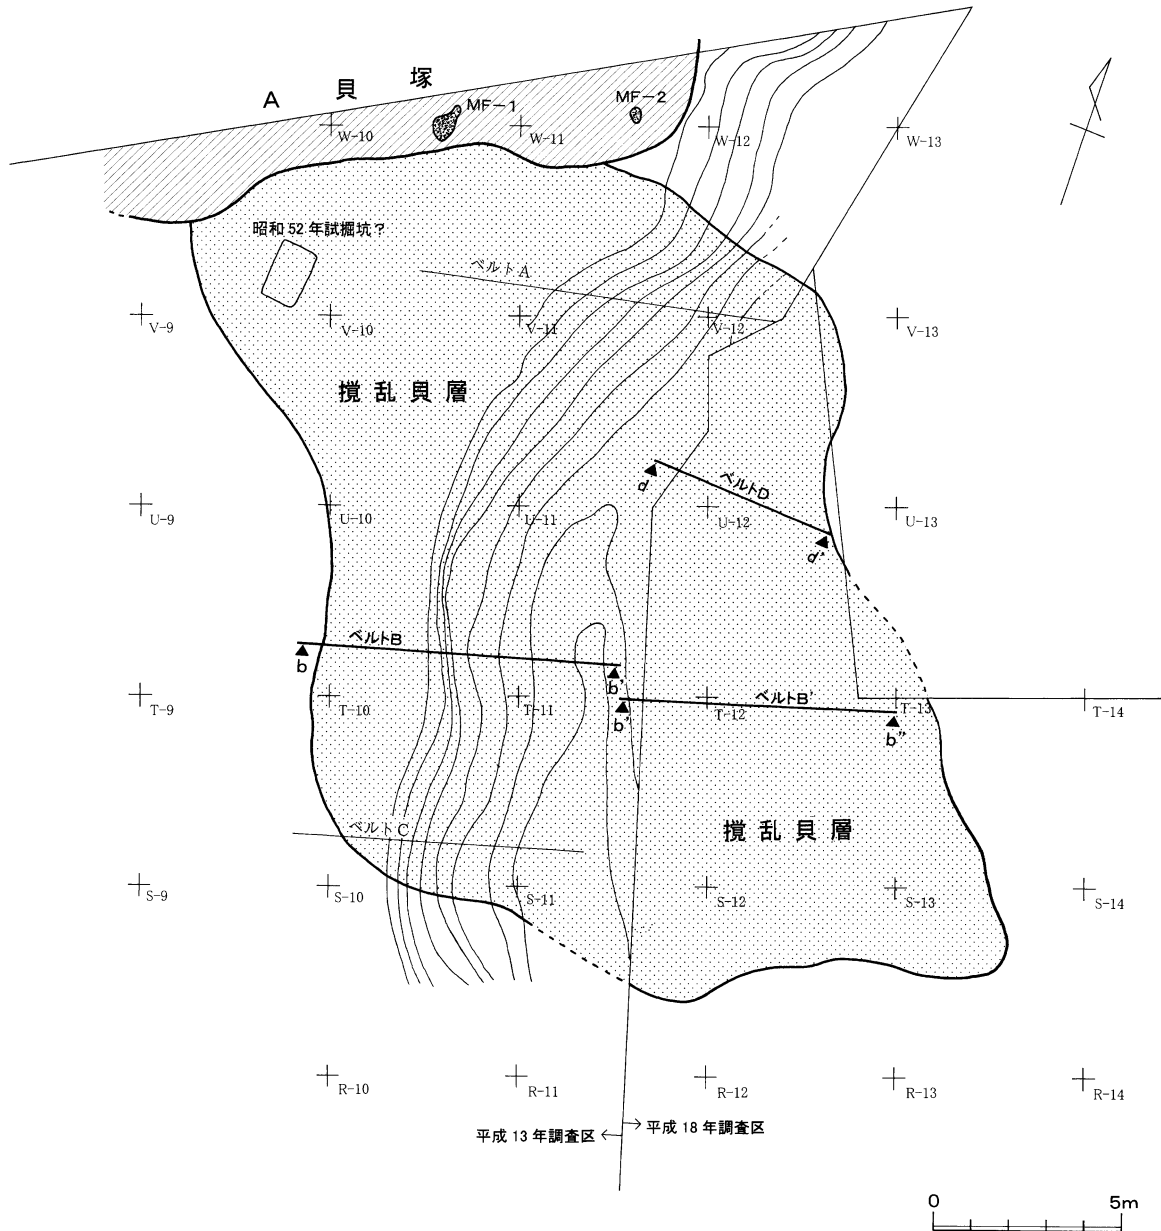 A 貝 塚
MF-1
MF-2
W-10
W-11
W-12
W-13
昭和52年試掘坑?
ベルトA
V-9
V-10
V-11
V-12
V-13
攪乱貝層
d
ベルトD
U-9
U-10
U-11
U-12
U-13
d'
ベルトB
b
b'
ベルトB'
T-9
T-10
T-11
b'
T-12
T-13
b''
T-14
ベルトC
攪乱貝層
S-9
S-10
S-11
S-12
S-13
S-14
R-10
R-11
R-12
R-13
R-14
平成13年調査区
平成18年調査区
0 5m